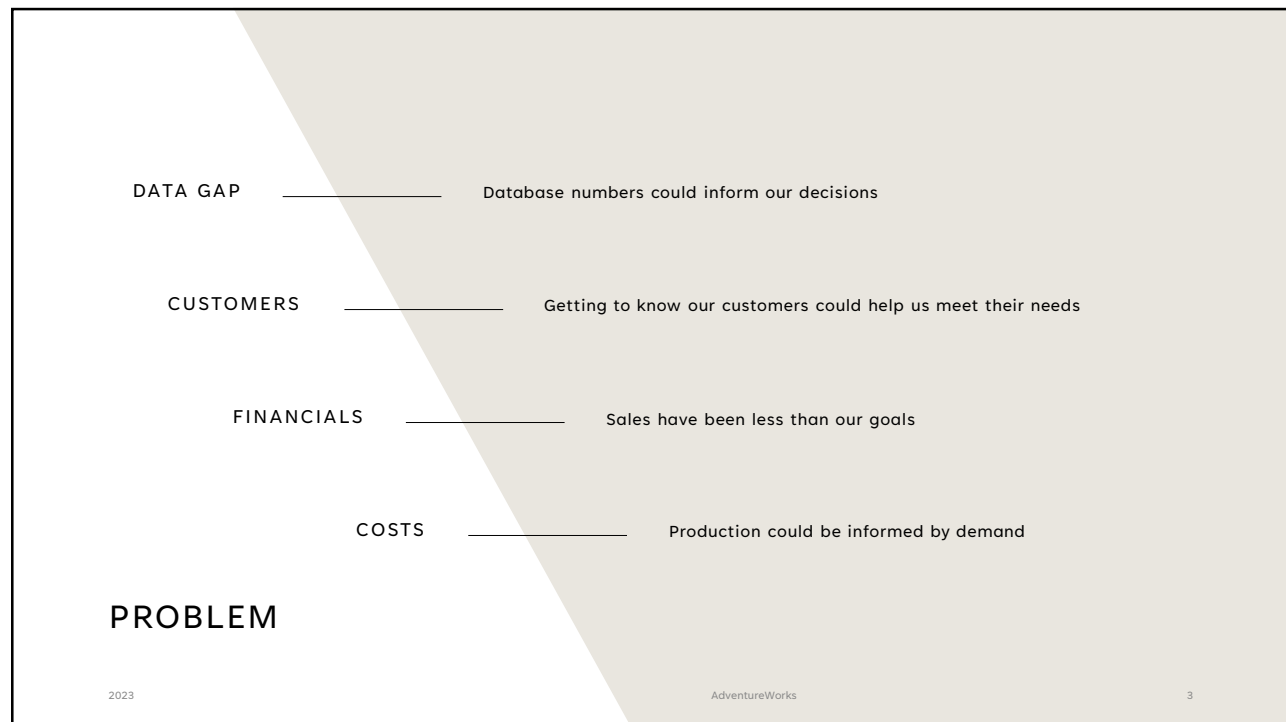 DATA GAP
Database numbers could inform our decisions
CUSTOMERS
Getting to know our customers could help us meet their needs
FINANCIALS
Sales have been less than our goals
COSTS
Production could be informed by demand
PROBLEM
2023
AdventureWorks
3